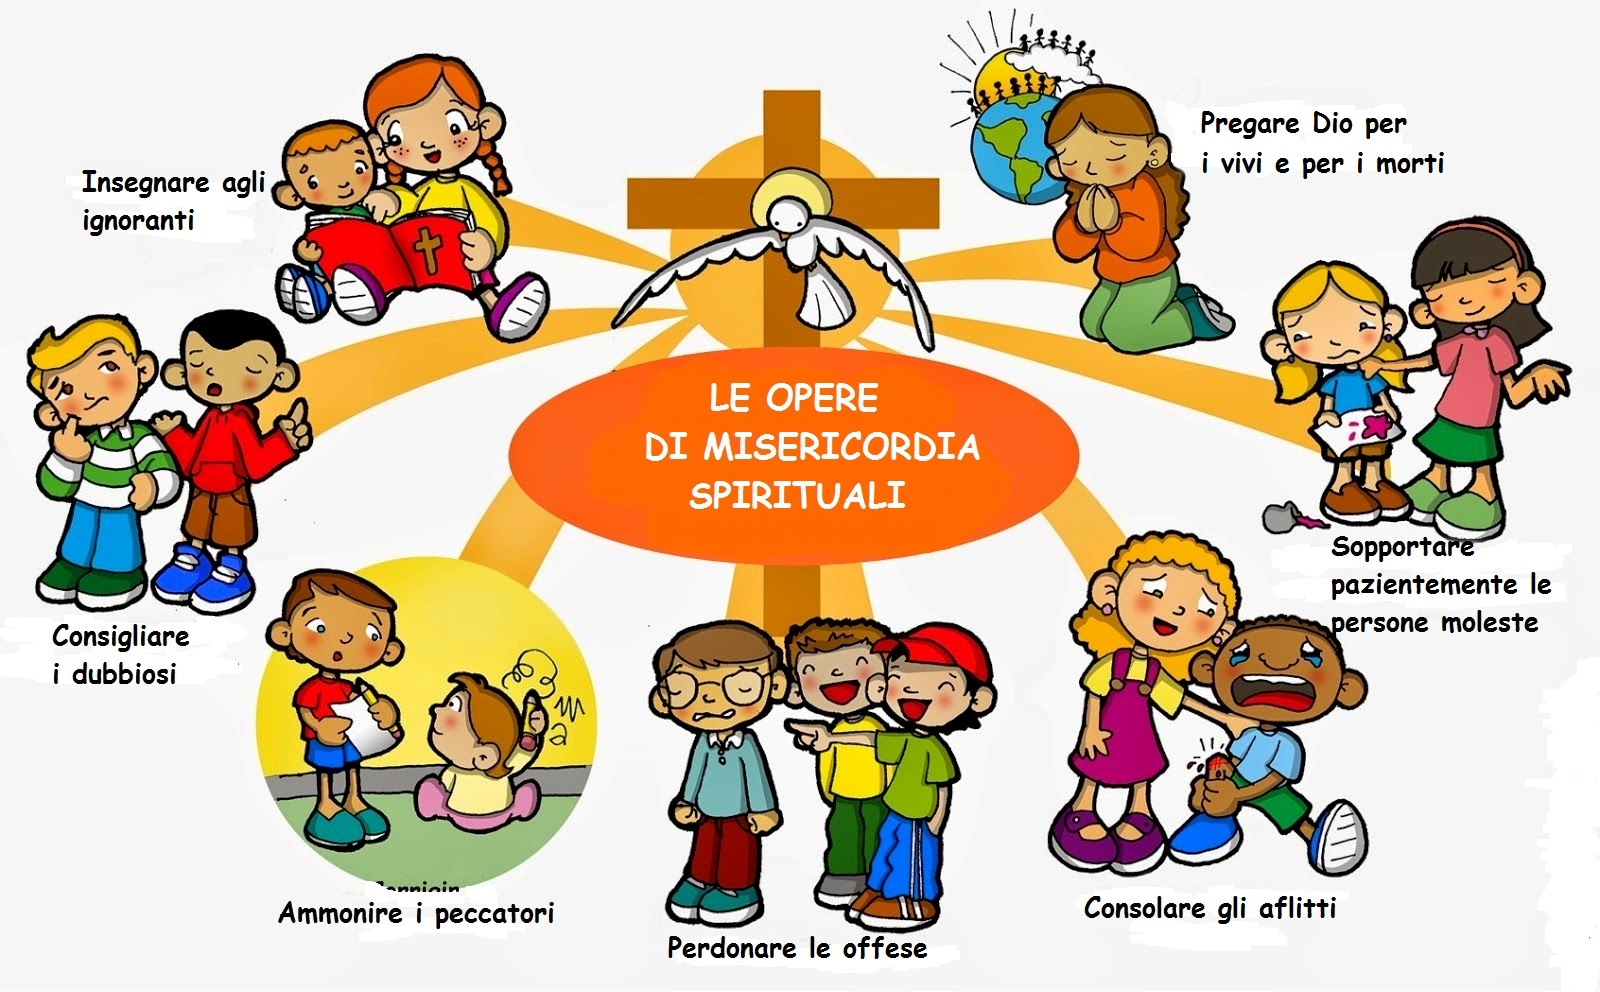 LE OPERE
DI MISERICORDIA
SPIRITUALI
Insegnare agli
ignoranti
Pregare Dio per
i vivi e per i morti
Consigliare
i dubbiosi
Sopportare
pazientemente le
persone moleste
Ammonire i peccatori
Perdonare le offese
Consolare gli aflitti